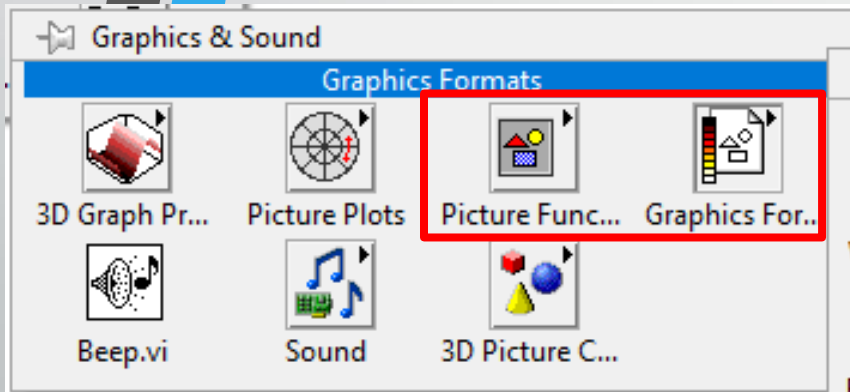 Graphics & Sound
Graphics Formats
3D Graph Pr... Picture Plots Picture Func... Graphics For...
Beep.vi Sound 3D Picture C...